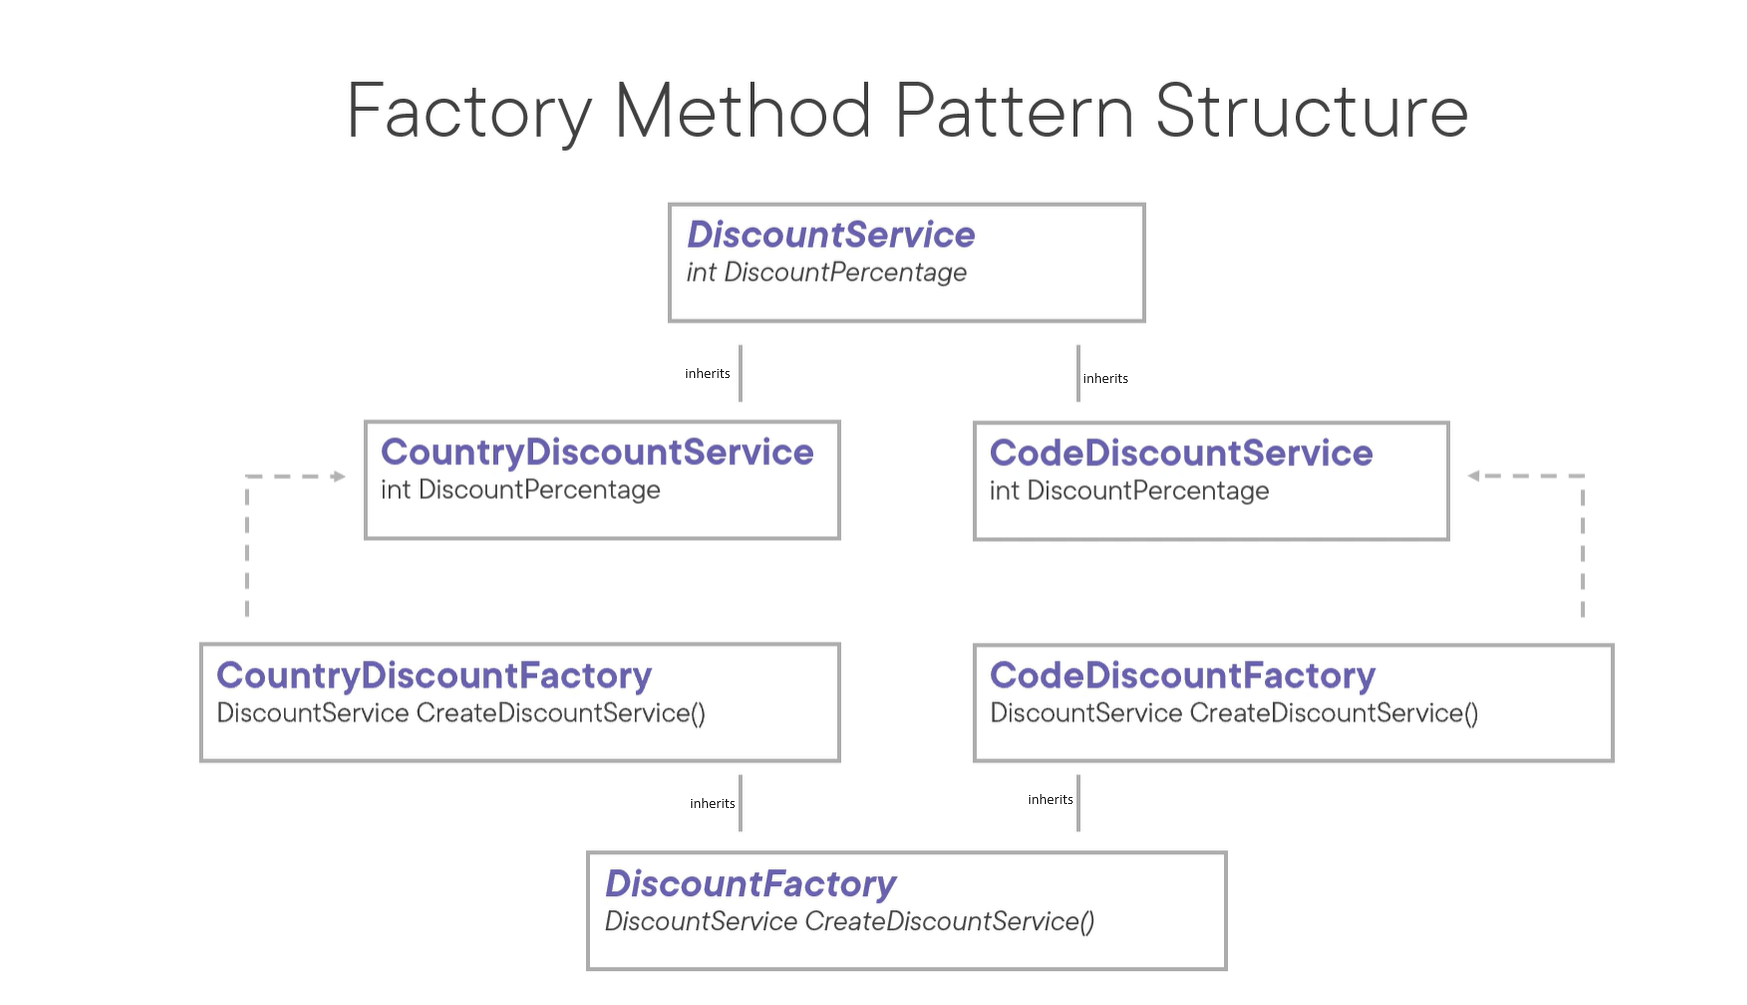 Factory Method Pattern Structure
DiscountService
int DiscountPercentage
inherits
inherits
CountryDiscountService
int DiscountPercentage
CodeDiscountService
int DiscountPercentage
CountryDiscountFactory
DiscountService CreateDiscountService()
CodeDiscountFactory
DiscountService CreateDiscountService()
inherits
inherits
DiscountFactory
DiscountService CreateDiscountService()